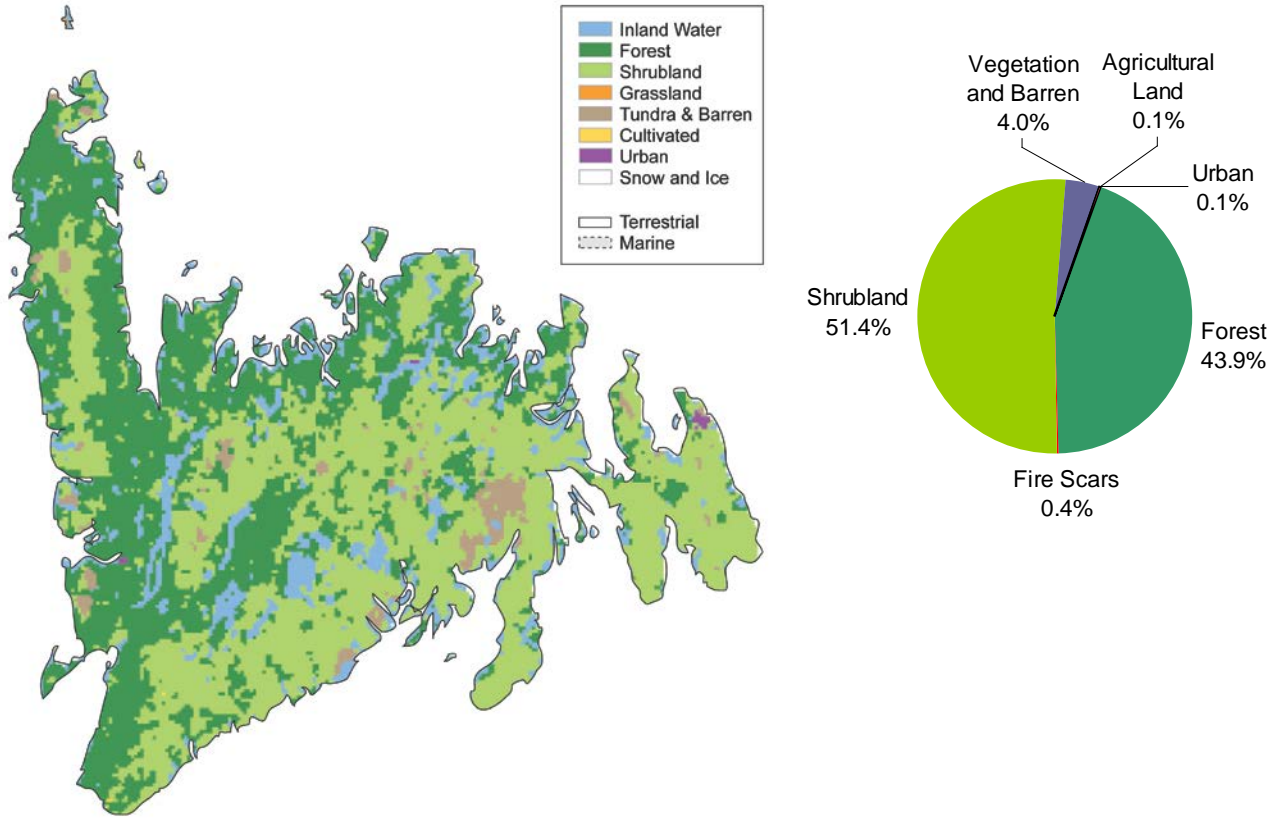 Inland Water
Forest
Shrubland
Grassland
Tundra & Barren
Cultivated
Urban
Snow and Ice
Terrestrial
Marine
Vegetation
and Barren
4.0%
Agricultural
Land
0.1%
Urban
0.1%
Shrubland
51.4%
Forest
43.9%
Fire Scars
0.4%